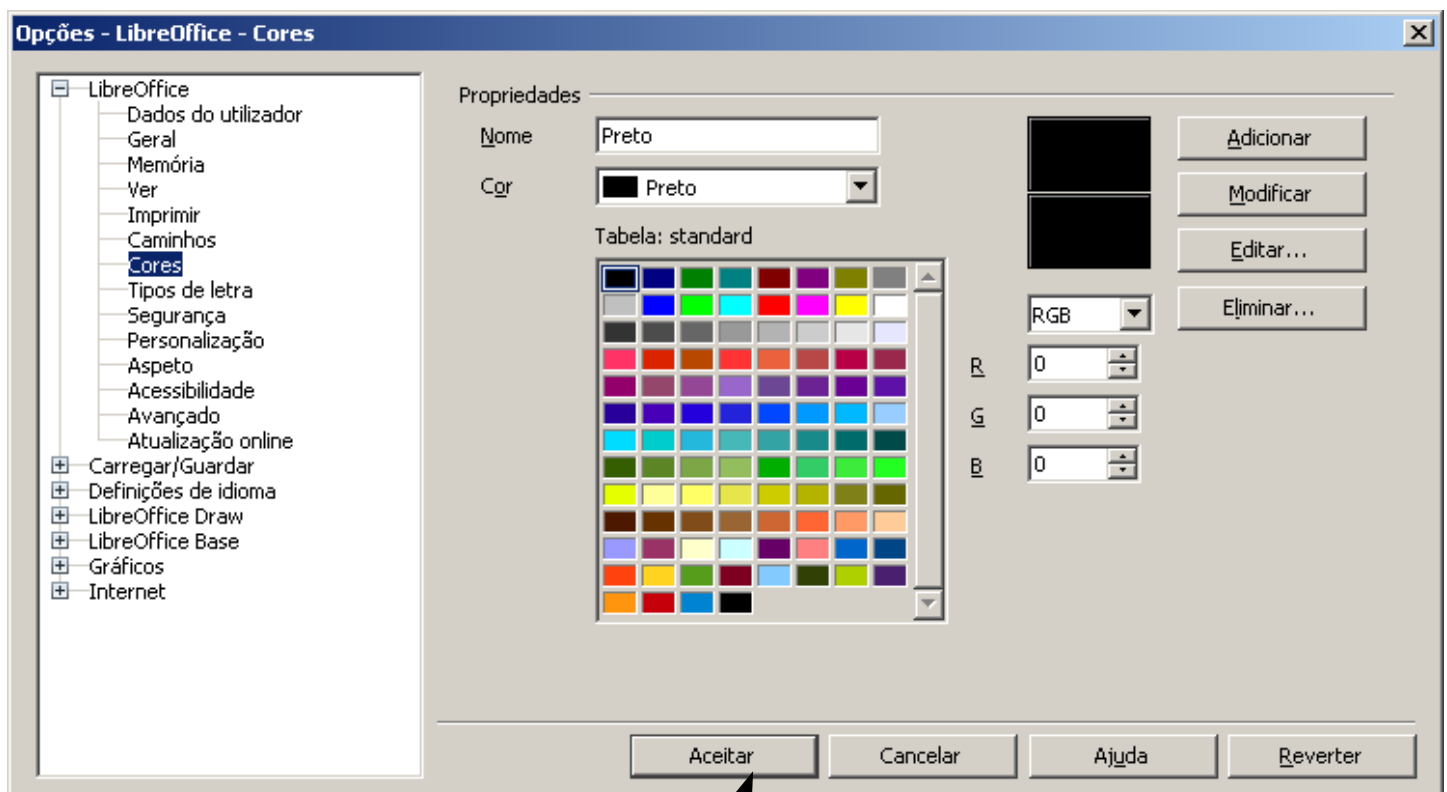 Opções - LibreOffice - Cores
LibreOffice
Dados do utilizador
Geral
Memória
Ver
Imprimir
Caminhos
Cores
Tipos de letra
Segurança
Personalização
Aspeto
Acessibilidade
Avançado
Atualização online
Carregar/Guardar
Definições de idioma
LibreOffice Draw
LibreOffice Base
Gráficos
Internet
Propriedades
Nome
Preto
Cor
Preto
Tabela: standard
RGB
R
0
G
0
B
0
Adicionar
Modificar
Editar...
Eliminar...
Aceitar
Cancelar
Ajuda
Reverter